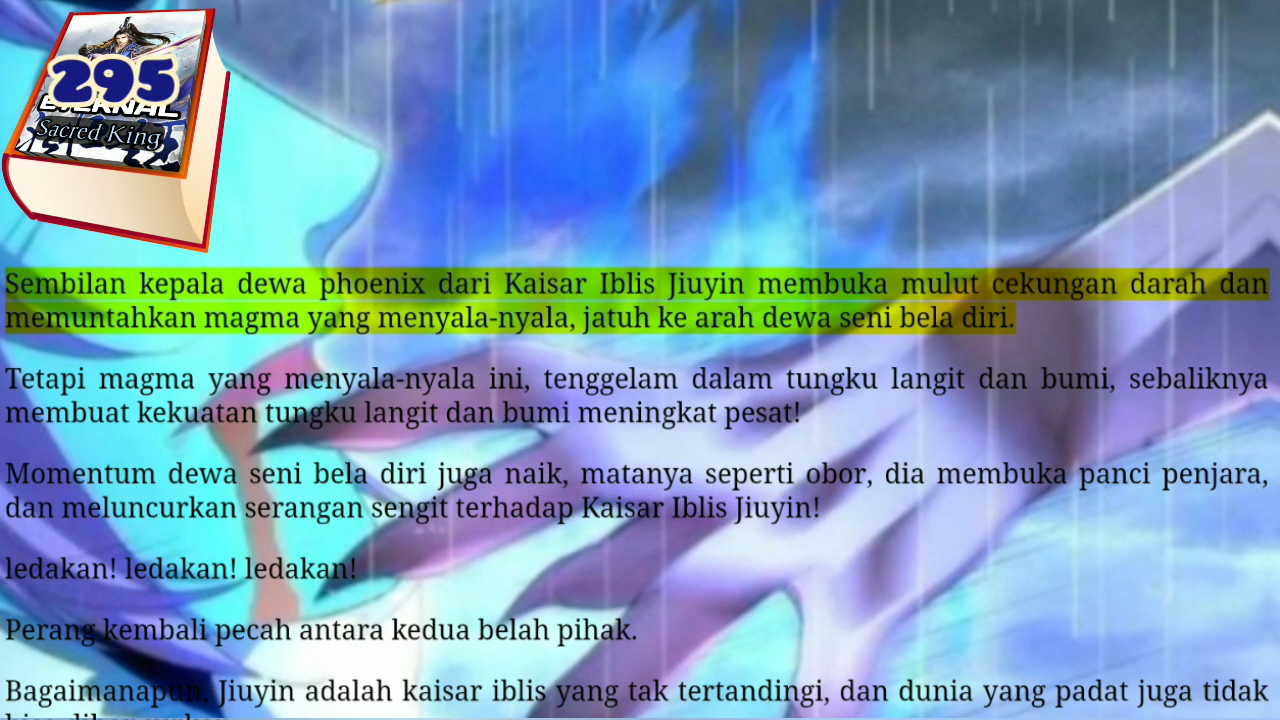 295
ETERNAL
Sacred King
Sembilan kepala dewa phoenix dari Kaisar Iblis Jiuyin membuka mulut cekungan darah dan
memuntahkan magma yang menyala-nyala, jatuh ke arah dewa seni bela diri.
Tetapi magma yang menyala-nyala ini, tenggelam dalam tungku langit dan bumi, sebaliknya
membuat kekuatan tungku langit dan bumi meningkat pesat!
Momentum dewa seni bela diri juga naik, matanya seperti obor, dia membuka panci penjara,
dan meluncurkan serangan sengit terhadap Kaisar Iblis Jiuyin!
ledakan! ledakan! ledakan!
Perang kembali pecah antara kedua belah pihak.
Bagaimanapun, Jiuyin adalah kaisar iblis yang tak tertandingi, dan dunia yang padat juga tidak